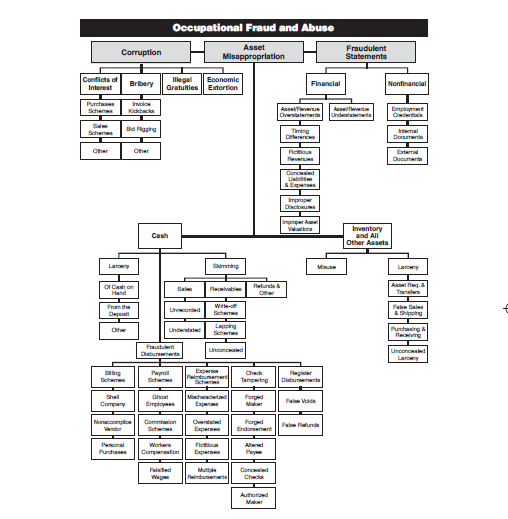 Occupational Fraud and Abuse
Corruption
Asset
Misappropriation
Fraudulent
Statements
Conflicts of
Interest
Bribery
Illegal
Gratuities
Economic
Extortion
Financial
Nonfinancial
Purchases
Schemes
Invoice
Kickbacks
Asset/Revenue
Overstatements
Asset/Revenue
Understatements
Employment
Credentials
Sales
Schemes
Bid Rigging
Timing
Differences
Internal
Documents
Other
Other
Fictitious
Revenues
External
Documents
Concealed
Liabilities
& Expenses
Improper
Disclosures
Improper Asset
Valuations
Cash
Inventory
and All
Other Assets
Larceny
Skimming
Misuse
Larceny
Of Cash on
Hand
Sales
Receivables
Refunds &
Other
Asset Req. &
Transfers
From the
Deposit
Unrecorded
Write-off
Schemes
False Sales
& Shipping
Other
Understated
Lapping
Schemes
Purchasing &
Receiving
Fraudulent
Disbursements
Unconcealed
Unconcealed
Larceny
Billing
Schemes
Payroll
Schemes
Expense
Reimbursement
Schemes
Check
Tampering
Register
Disbursements
Shell
Company
Ghost
Employees
Mischaracterized
Expenses
Forged
Maker
False Voids
Nonaccomplice
Vendor
Commission
Schemes
Overstated
Expenses
Forged
Endorsement
False Refunds
Personal
Purchases
Workers
Compensation
Fictitious
Expenses
Altered
Payee
Falsified
Wages
Multiple
Reimbursements
Concealed
Checks
Authorized
Maker